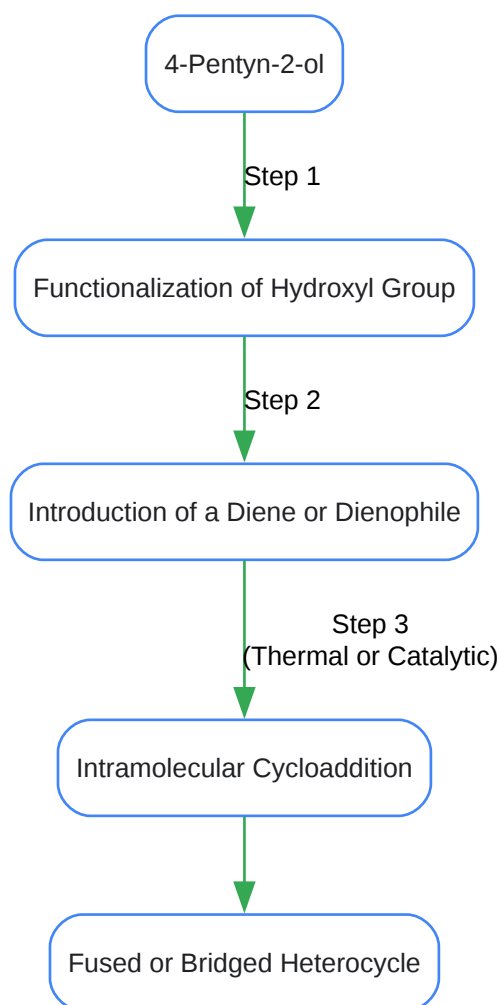 4-Pentyn-2-ol
Step 1
Functionalization of Hydroxyl Group
Step 2
Introduction of a Diene or Dienophile
Step 3
(Thermal or Catalytic)
Intramolecular Cycloaddition
Fused or Bridged Heterocycle